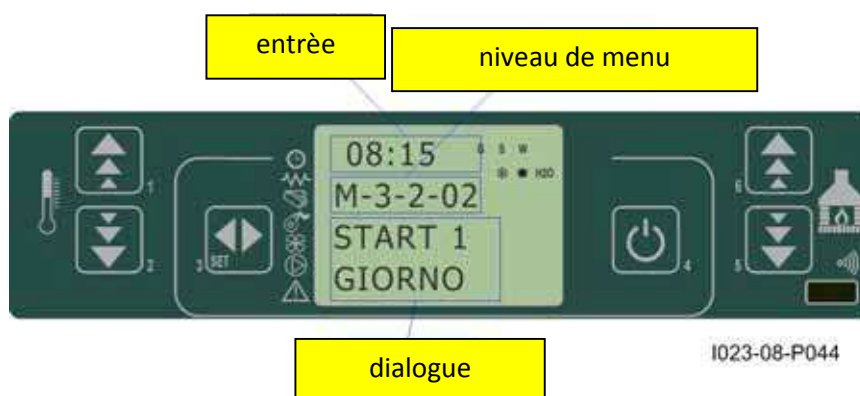 entrèe
niveau de menu
08:15
D S W
H2O
M-3-2-02
START 1
GIORNO
1
2
3
SET
4
6
5
dialogue
I023-08-P044